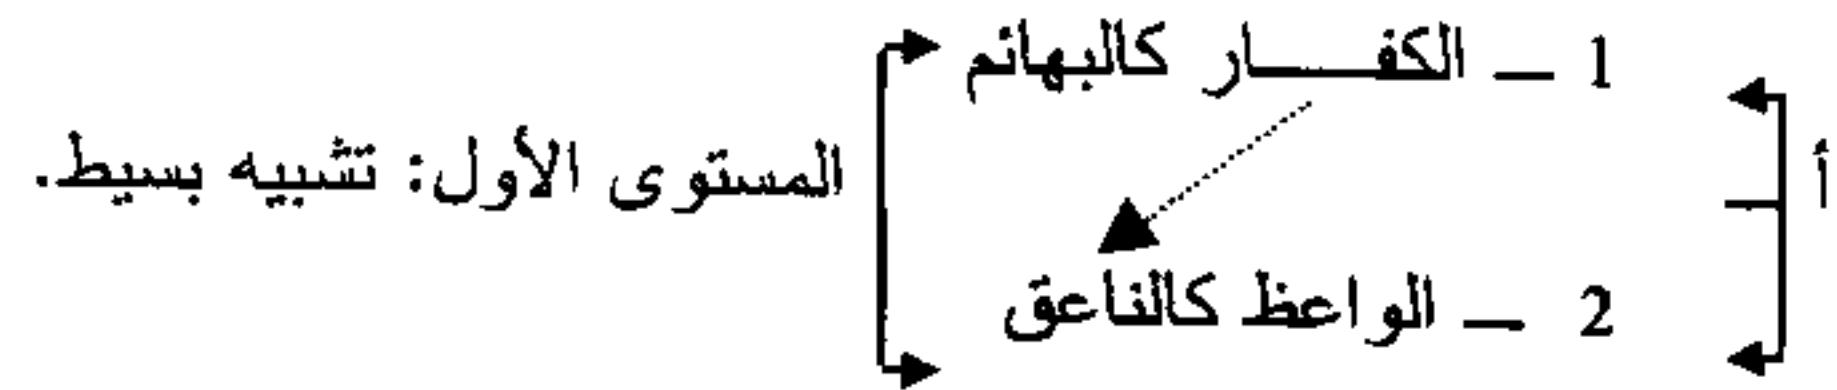 1 – الكفـــار كالبهائم
أ
المستوى الأول: تشبيه بسيط.
2 – الواعظ كالناعق